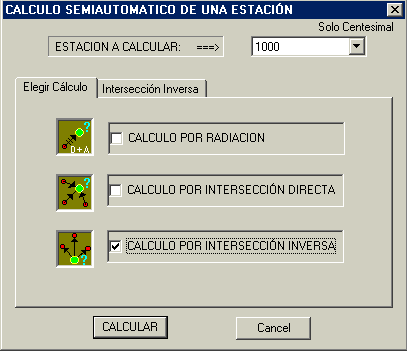 CALCULO SEMIAUTOMATICO DE UNA ESTACIÓN
Solo Centesimal
ESTACION A CALCULAR: ===> 1000
Elegir Cálculo Intersección Inversa
? D+A CALCULO POR RADIACION
? CALCULO POR INTERSECCIÓN DIRECTA
? CALCULO POR INTERSECCIÓN INVERSA
CALCULAR Cancel